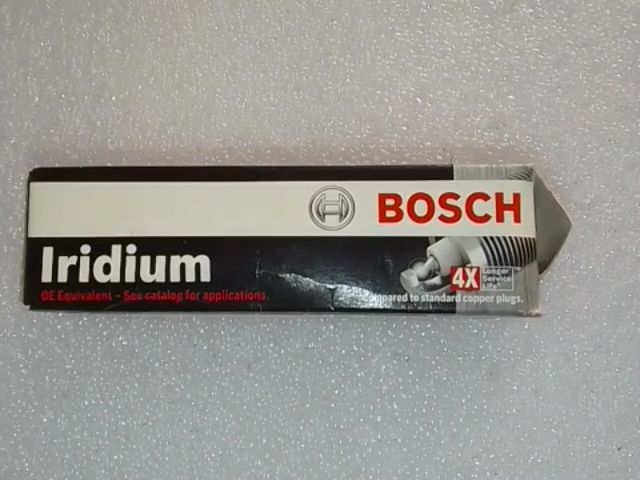 BOSCH
Iridium
OE Equivalent - See catalog for applications.
4X Longer
Service
Life*
Compared to standard copper plugs.